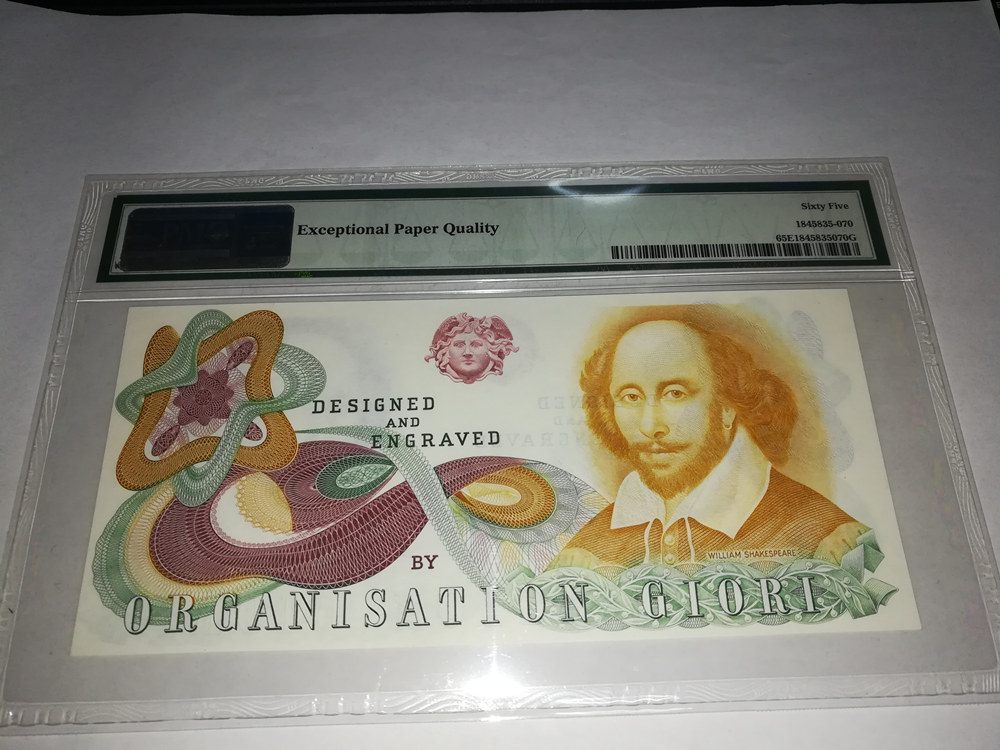 Exceptional Paper Quality
Sixty Five
1845835-070
65E1845835070G
DESIGNED
AND
ENGRAVED
BY
ORGANISATION GIORI
WILLIAM SHAKESPEARE